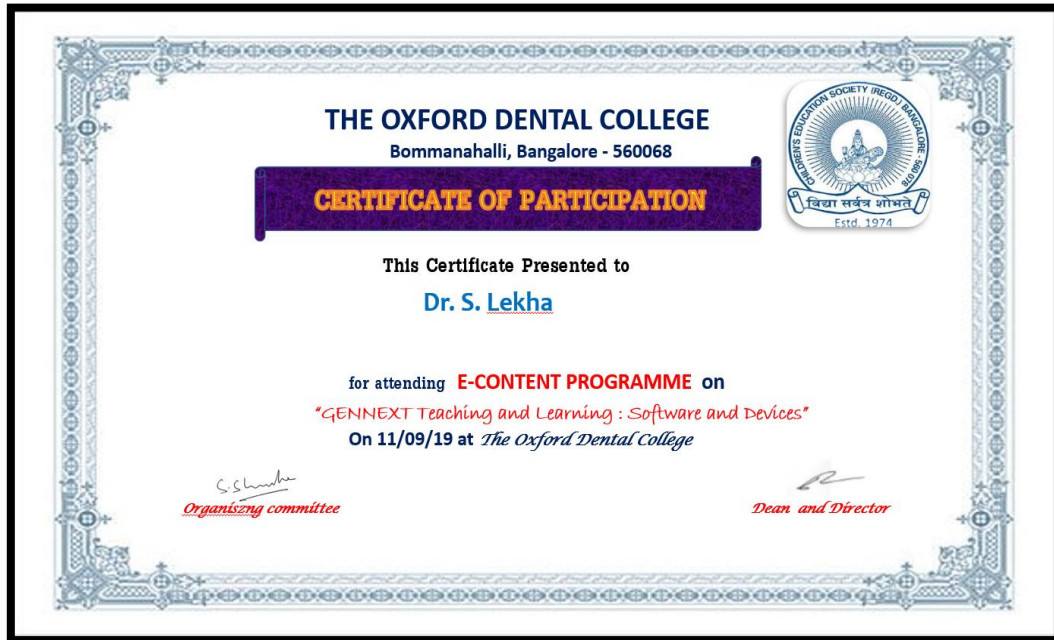 THE OXFORD DENTAL COLLEGE
Bommanahalli, Bangalore - 560068
CHILDREN'S EDUCATION SOCIETY (REGD.) BANGALORE - 560 078
विद्या सर्वत्र शोभते
Estd. 1974
CERTIFICATE OF PARTICIPATION
This Certificate Presented to
Dr. S. Lekha
for attending E-CONTENT PROGRAMME on
"GENNEXT Teaching and Learning : Software and Devices"
On 11/09/19 at The Oxford Dental College
Organiszng committee
Dean and Director